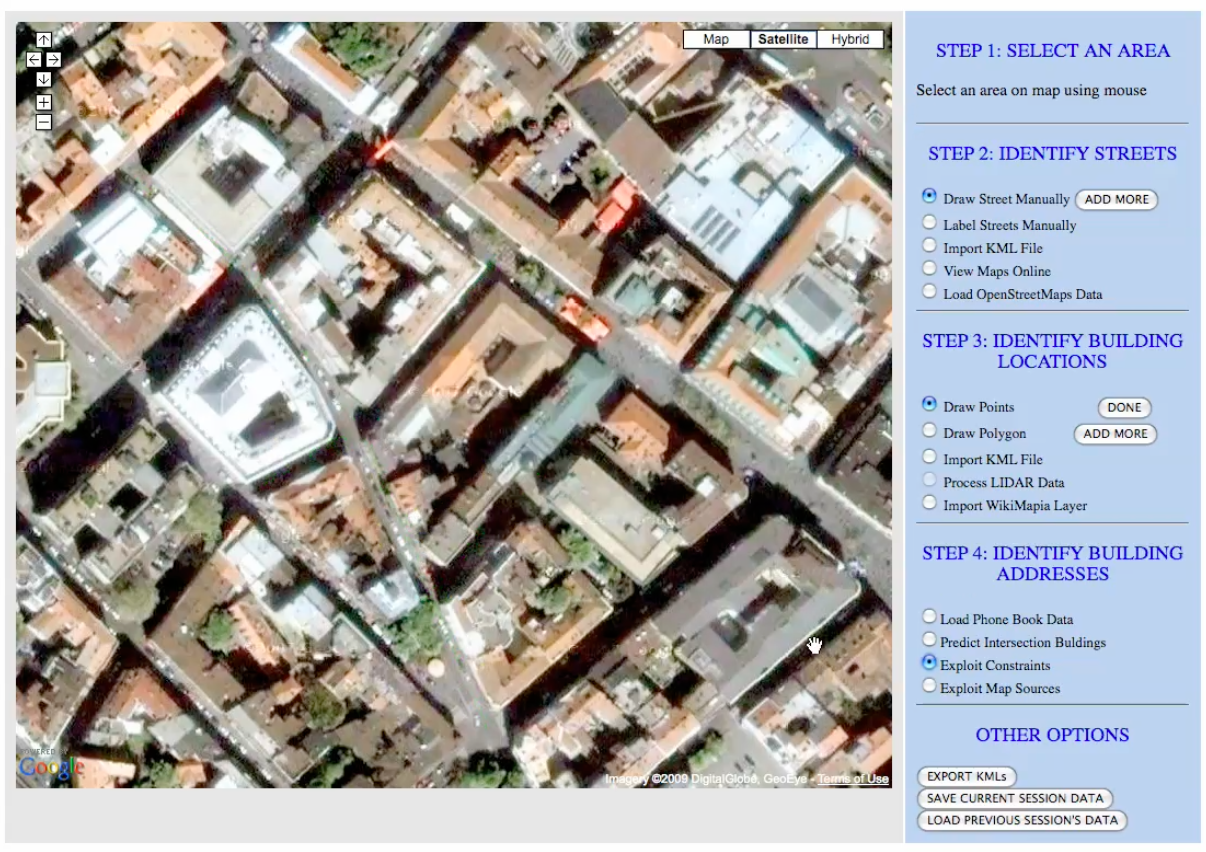 Map Satellite Hybrid
POWERED BY
Google
Imagery ©2009 DigitalGlobe, GeoEye - Terms of Use
STEP 1: SELECT AN AREA
Select an area on map using mouse
STEP 2: IDENTIFY STREETS
Draw Street Manually ADD MORE
Label Streets Manually
Import KML File
View Maps Online
Load OpenStreetMaps Data
STEP 3: IDENTIFY BUILDING
LOCATIONS
Draw Points DONE
Draw Polygon ADD MORE
Import KML File
Process LIDAR Data
Import WikiMapia Layer
STEP 4: IDENTIFY BUILDING
ADDRESSES
Load Phone Book Data
Predict Intersection Buldings
Exploit Constraints
Exploit Map Sources
OTHER OPTIONS
EXPORT KMLs
SAVE CURRENT SESSION DATA
LOAD PREVIOUS SESSION'S DATA